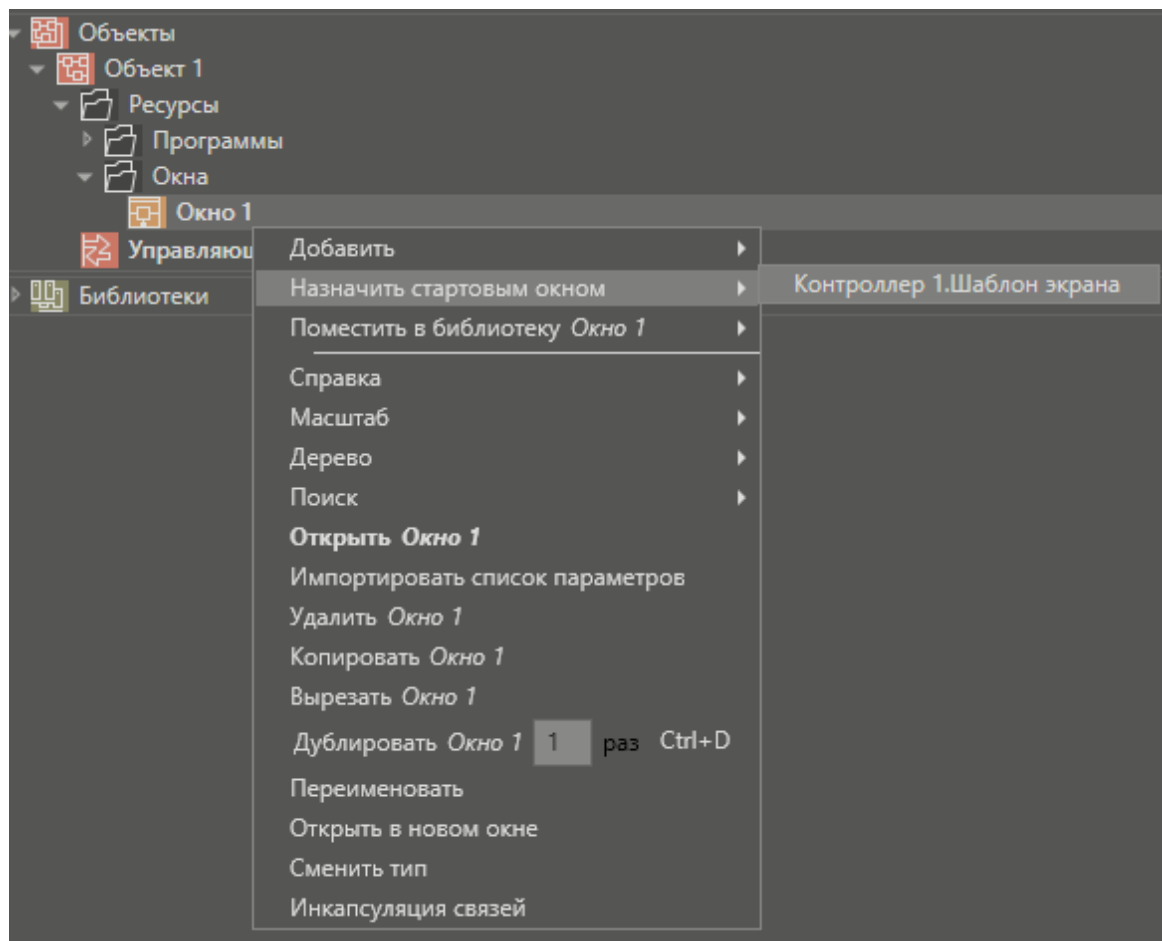 Объекты
Объект 1
Ресурсы
Программы
Окна
Окно 1
Управляющ
Библиотеки
Добавить
Назначить стартовым окном
Контроллер 1.Шаблон экрана
Поместить в библиотеку Окно 1
Справка
Масштаб
Дерево
Поиск
Открыть Окно 1
Импортировать список параметров
Удалить Окно 1
Копировать Окно 1
Вырезать Окно 1
Дублировать Окно 1 1 раз Ctrl+D
Переименовать
Открыть в новом окне
Сменить тип
Инкапсуляция связей